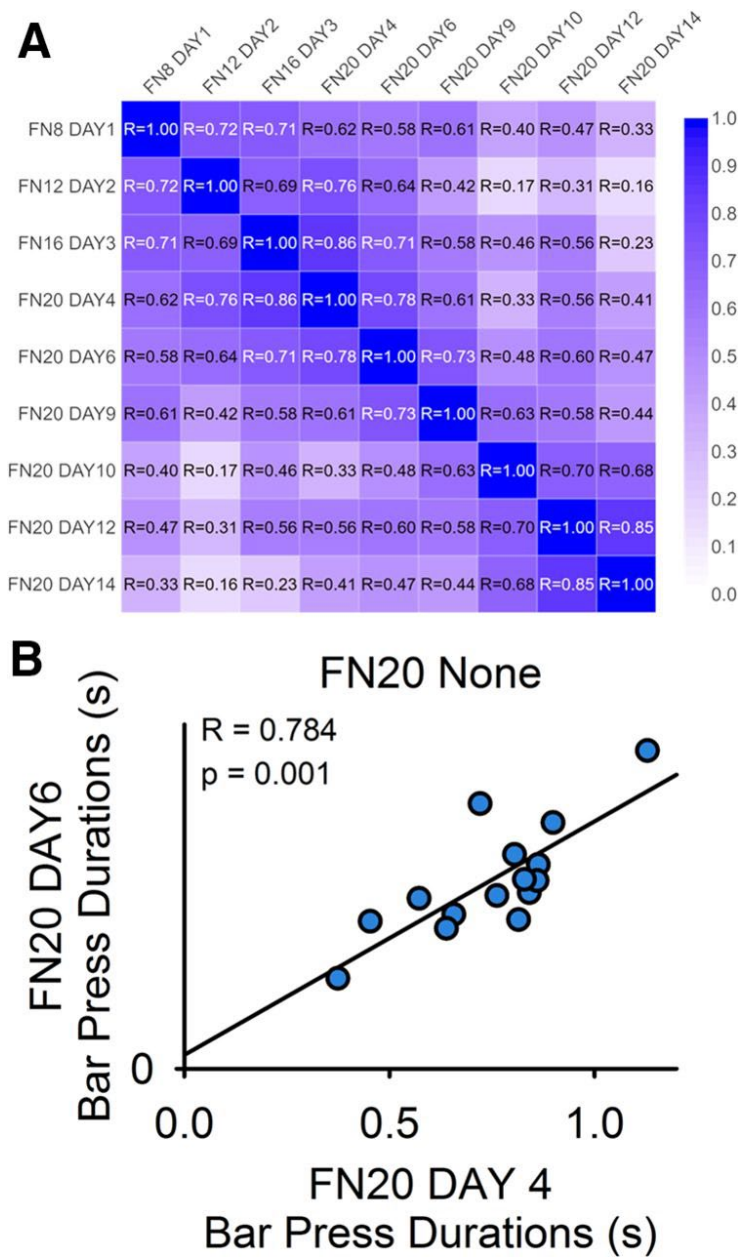 A
FN8 DAY1 FN12 DAY2 FN16 DAY3 FN20 DAY4 FN20 DAY6 FN20 DAY9 FN20 DAY10 FN20 DAY12 FN20 DAY14
FN8 DAY1 R=1.00 R=0.72 R=0.71 R=0.62 R=0.58 R=0.61 R=0.40 R=0.47 R=0.33
FN12 DAY2 R=0.72 R=1.00 R=0.69 R=0.76 R=0.64 R=0.42 R=0.17 R=0.31 R=0.16
FN16 DAY3 R=0.71 R=0.69 R=1.00 R=0.86 R=0.71 R=0.58 R=0.46 R=0.56 R=0.23
FN20 DAY4 R=0.62 R=0.76 R=0.86 R=1.00 R=0.78 R=0.61 R=0.33 R=0.56 R=0.41
FN20 DAY6 R=0.58 R=0.64 R=0.71 R=0.78 R=1.00 R=0.73 R=0.48 R=0.60 R=0.47
FN20 DAY9 R=0.61 R=0.42 R=0.58 R=0.61 R=0.73 R=1.00 R=0.63 R=0.58 R=0.44
FN20 DAY10 R=0.40 R=0.17 R=0.46 R=0.33 R=0.48 R=0.63 R=1.00 R=0.70 R=0.68
FN20 DAY12 R=0.47 R=0.31 R=0.56 R=0.56 R=0.60 R=0.58 R=0.70 R=1.00 R=0.85
FN20 DAY14 R=0.33 R=0.16 R=0.23 R=0.41 R=0.47 R=0.44 R=0.68 R=0.85 R=1.00
1.0
0.9
0.8
0.7
0.6
0.5
0.4
0.3
0.2
0.1
0.0
B
FN20 None
R = 0.784
p = 0.001
FN20 DAY6
Bar Press Durations (s)
0
0.0 0.5 1.0
FN20 DAY 4
Bar Press Durations (s)